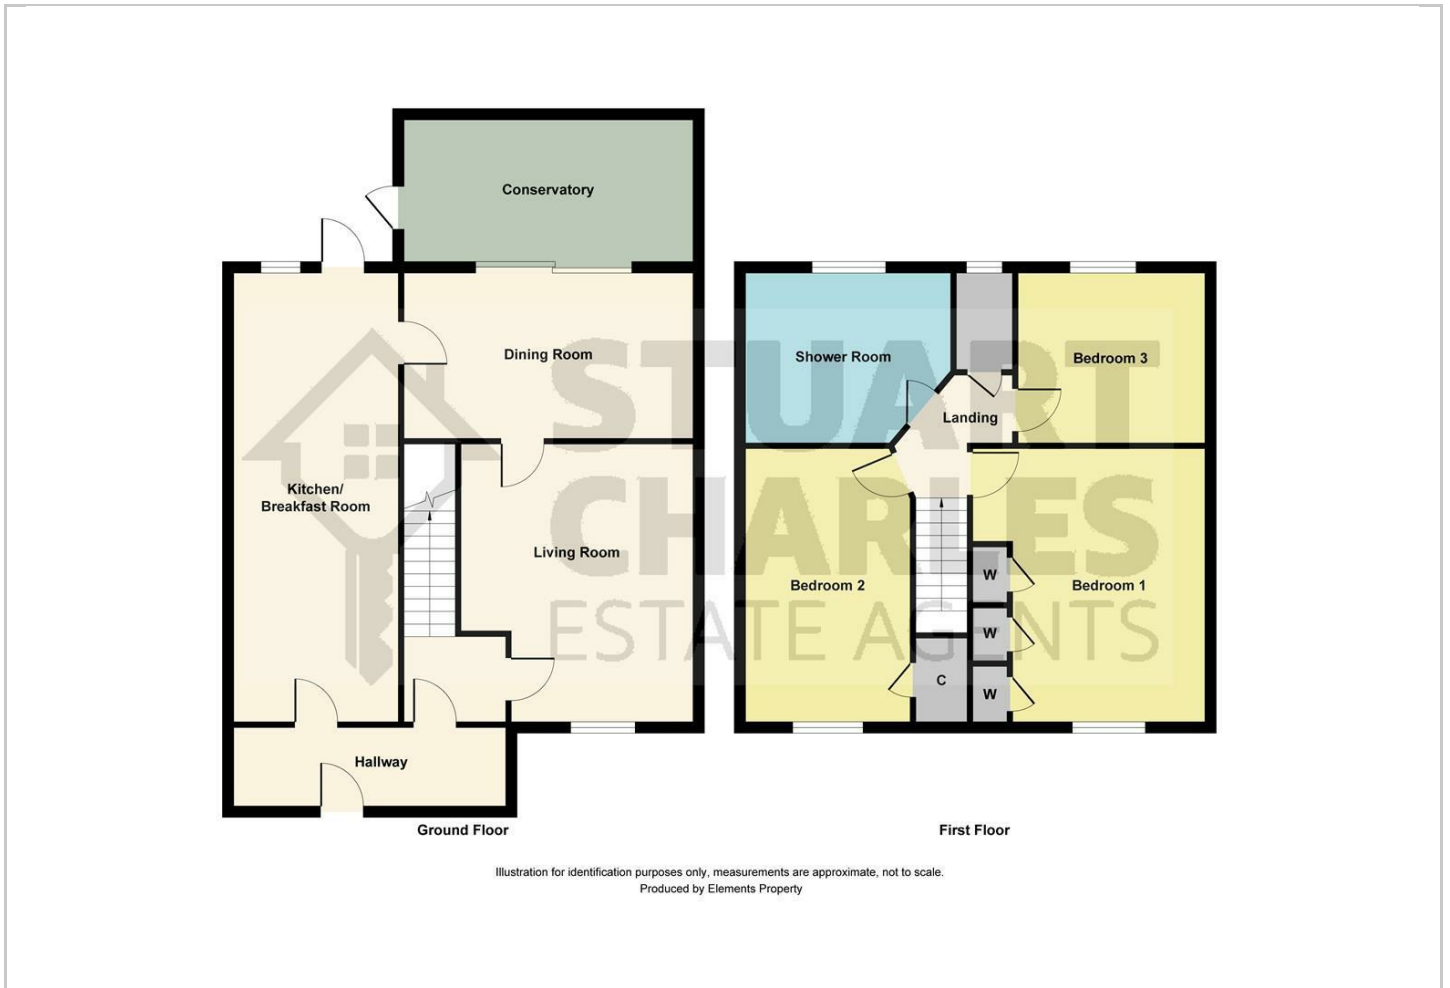 Conservatory
Dining Room
Kitchen/
Breakfast Room
Living Room
Hallway
Ground Floor
Shower Room
Bedroom 3
Landing
Bedroom 2
Bedroom 1
W
W
W
C
First Floor
STUART
CHARLES
ESTATE AGENTS
Illustration for identification purposes only, measurements are approximate, not to scale.
Produced by Elements Property